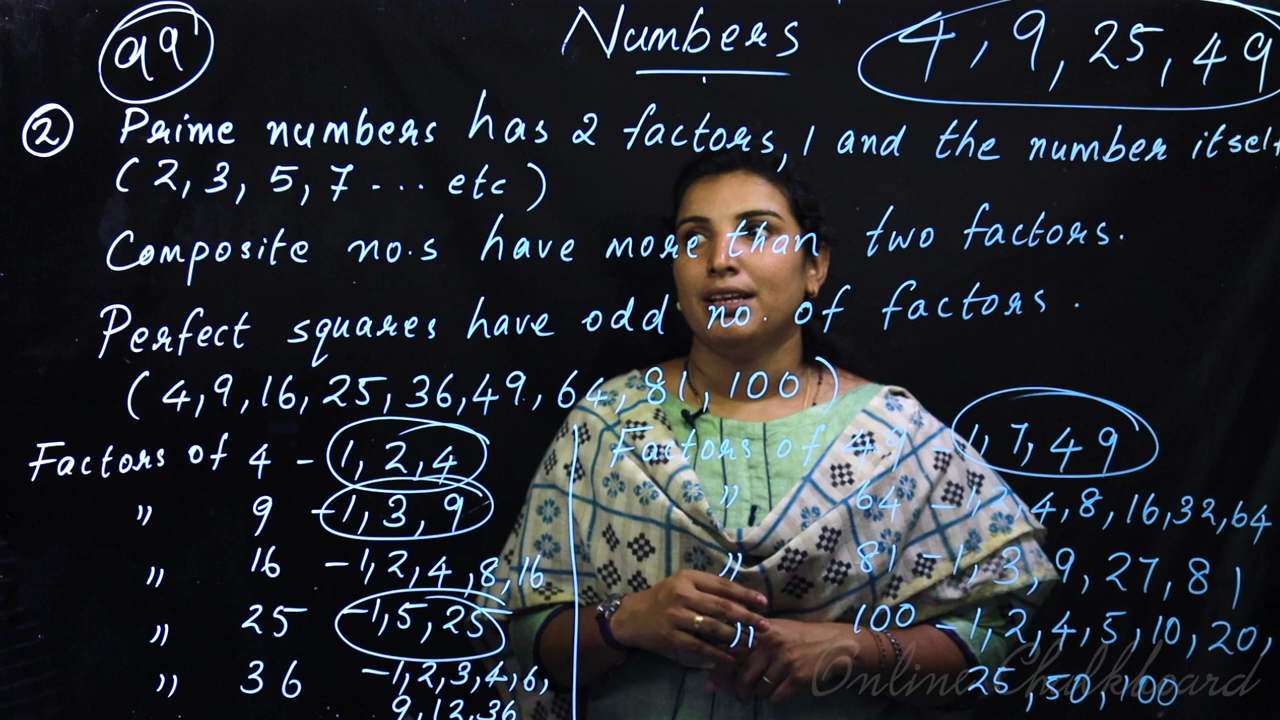 99
Numbers
4, 9, 25, 49
② Prime numbers has 2 factors, 1 and the number itself
(2, 3, 5, 7 .... etc)
Composite no.s have more than two factors.
Perfect squares have odd no. of factors.
(4, 9, 16, 25, 36, 49, 64, 81, 100)
Factors of 4 - 1, 2, 4
" 9 - 1, 3, 9
" 16 - 1, 2, 4, 8, 16
" 25 - 1, 5, 25
" 36 - 1, 2, 3, 4, 6,
9, 12, 36
Factors of 49 - 1, 7, 49
" 64 - 1, 2, 4, 8, 16, 32, 64
" 81 - 1, 3, 9, 27, 81
" 100 - 1, 2, 4, 5, 10, 20,
25, 50, 100
Online Chalkboard